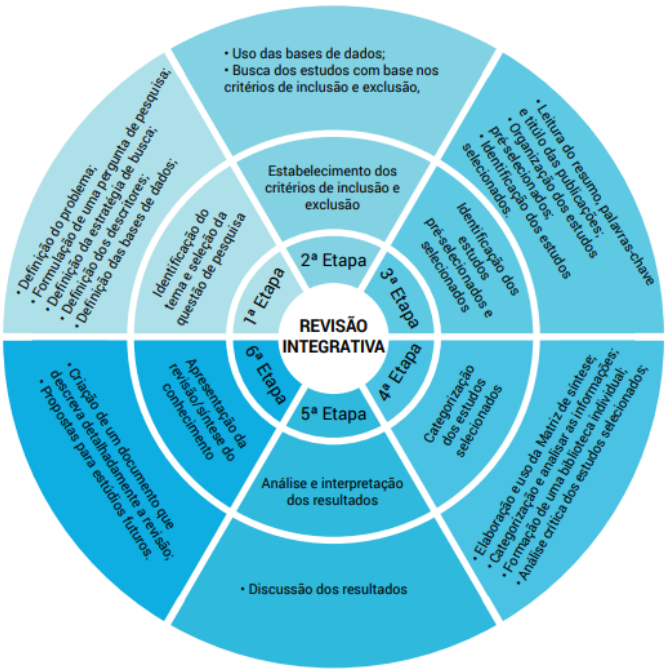 REVISÃO
INTEGRATIVA
1ª Etapa
Identificação do
tema e seleção da
questão de pesquisa
• Definição do problema;
• Formulação de uma pergunta de pesquisa;
• Definição da estratégia de busca;
• Definição dos descritores;
• Definição das bases de dados;
2ª Etapa
Estabelecimento dos
critérios de inclusão e
exclusão
• Uso das bases de dados;
• Busca dos estudos com base nos
critérios de inclusão e exclusão,
3ª Etapa
Identificação dos
estudos
pré-selecionados e
selecionados
• Leitura do resumo, palavras-chave
e título das publicações;
• Organização dos estudos
pré-selecionados;
• Identificação dos estudos
selecionados.
4ª Etapa
Categorização
dos estudos
selecionados
• Elaboração e uso da Matriz de síntese;
• Categorização e analisar as informações;
• Formação de uma biblioteca individual;
• Análise crítica dos estudos selecionados;
5ª Etapa
Análise e interpretação
dos resultados
• Discussão dos resultados
6ª Etapa
Apresentação da
revisão/síntese do
conhecimento
• Criação de um documento que
descreva detalhadamente a revisão;
• Propostas para estúdios futuros.